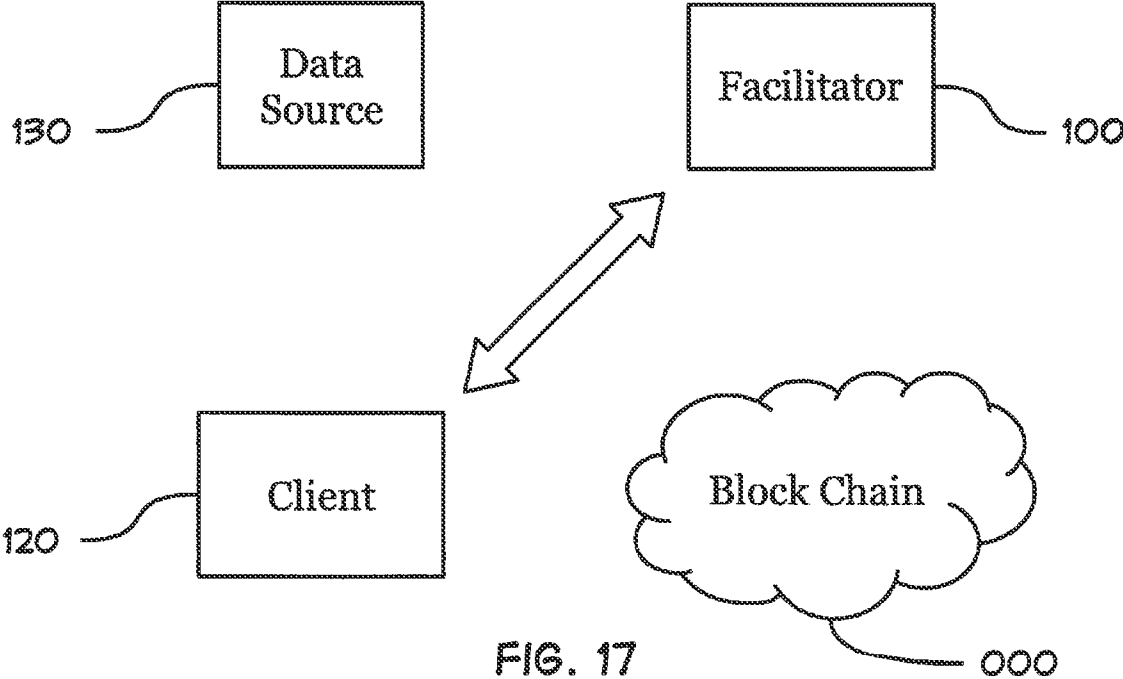 Data
Source
130
Facilitator
100
Client
120
Block Chain
000
FIG. 17